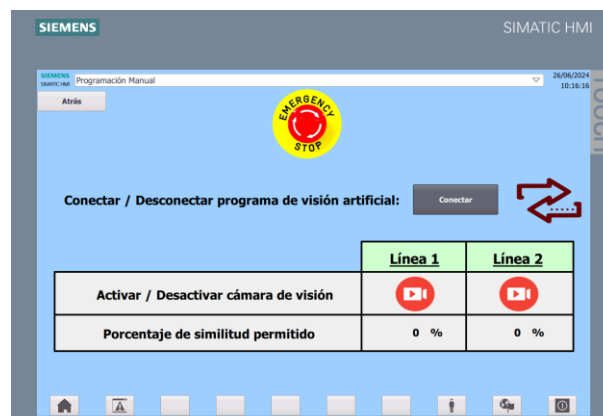 SIEMENS
SIMATIC HMI
SIEMENS
SIMATIC HMI
Programación Manual
26/06/2024
10:16:16
TOUCH
Atrás
EMERGENCY
STOP
Conectar / Desconectar programa de visión artificial:
Conectar
Línea 1
Línea 2
Activar / Desactivar cámara de visión
Porcentaje de similitud permitido
0 %
0 %
A